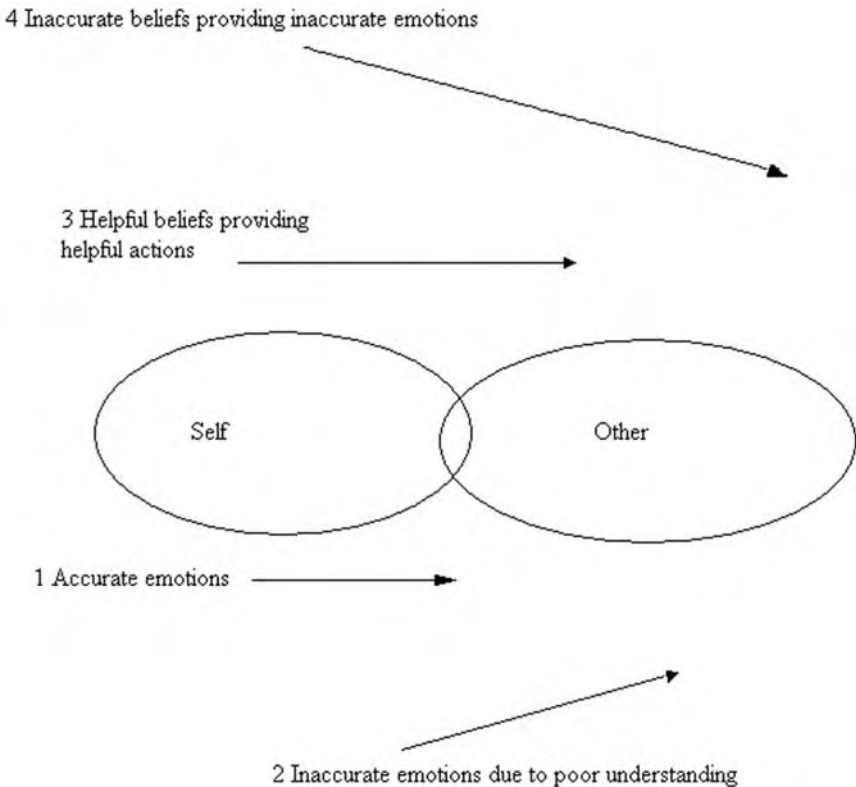 4 Inaccurate beliefs providing inaccurate emotions
3 Helpful beliefs providing
helpful actions
Self
Other
1 Accurate emotions
2 Inaccurate emotions due to poor understanding